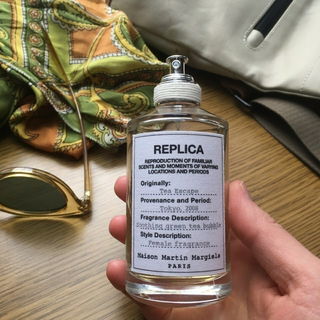 REPLICA
REPRODUCTION OF FAMILIAR
SCENTS AND MOMENTS OF VARYING
LOCATIONS AND PERIODS
Originally:
Tea Escape
Provenance and Period:
Tokyo, 2008
Fragrance Description:
Soothing green tea bubble
Style Description:
Female fragrance
Maison Martin Margiela
PARIS